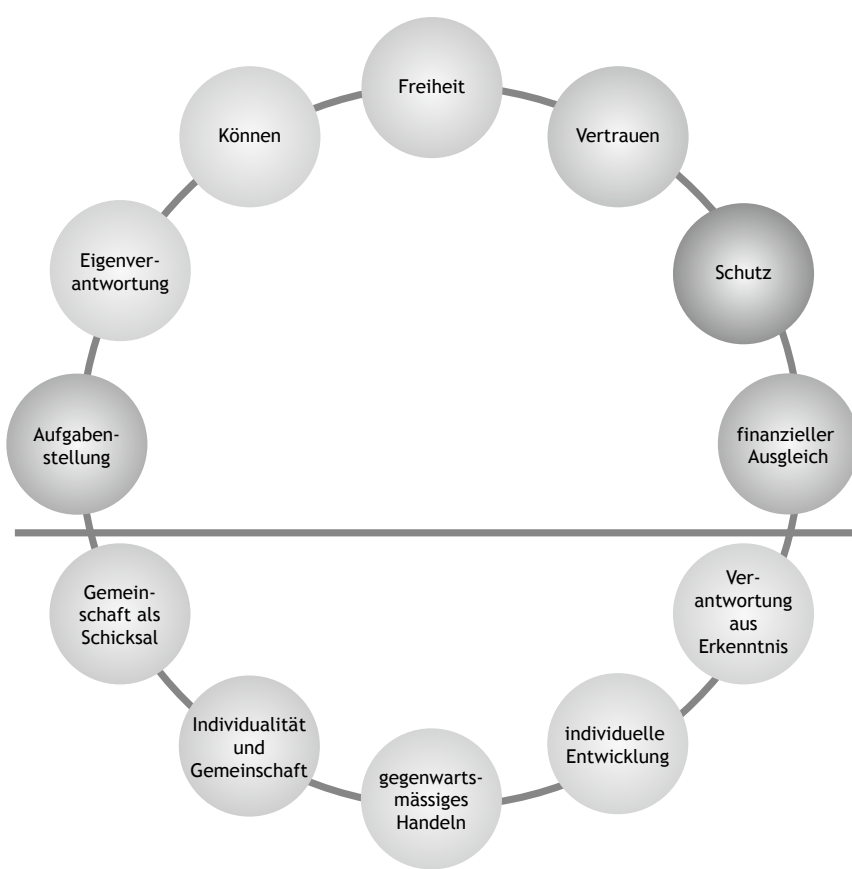 Freiheit
Können
Vertrauen
Eigenver-
antwortung
Schutz
Aufgaben-
stellung
finanzieller
Ausgleich
Gemein-
schaft als
Schicksal
Ver-
antwortung
aus
Erkenntnis
Individualität
und
Gemeinschaft
individuelle
Entwicklung
gegenwarts-
mässiges
Handeln